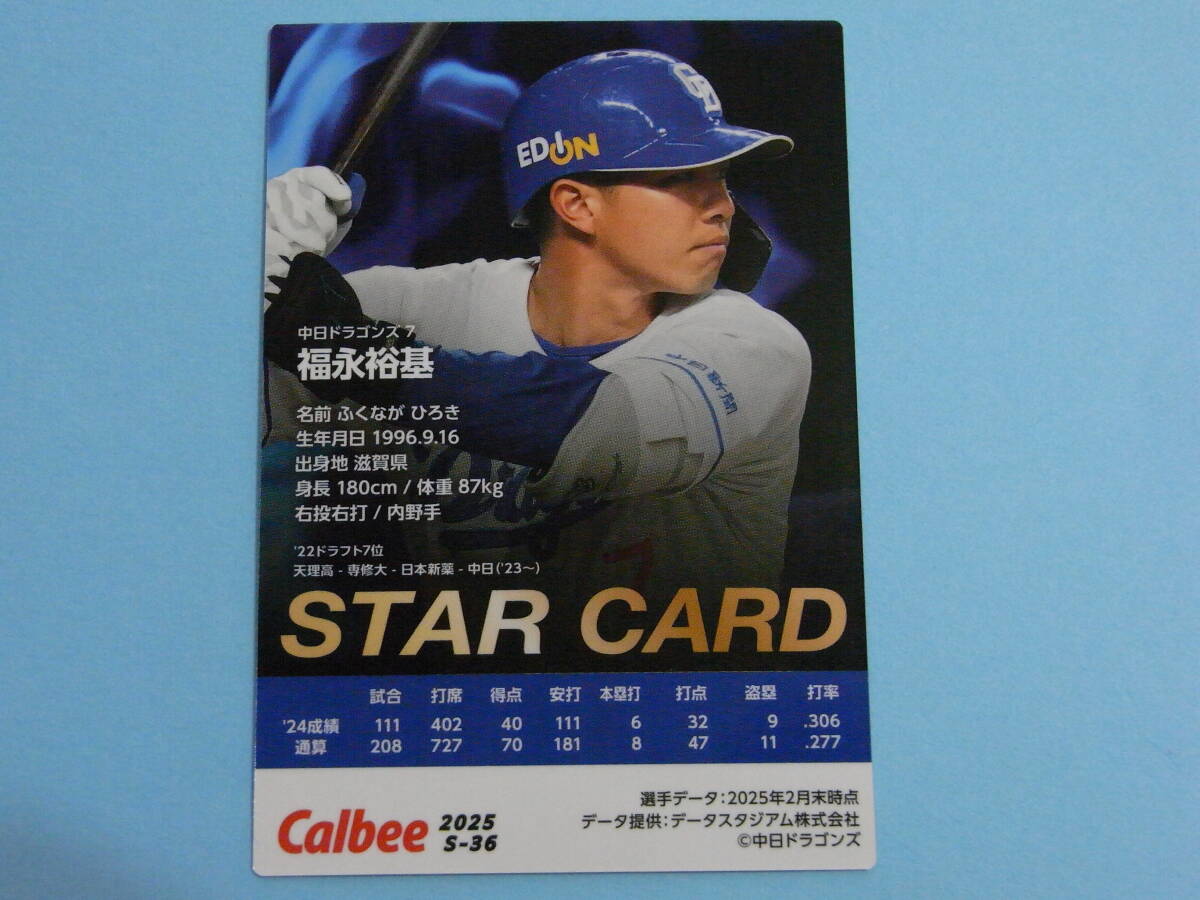 EDION
中日新聞
中日ドラゴンズ 7
福永裕基
名前 ふくなが ひろき
生年月日 1996.9.16
出身地 滋賀県
身長 180cm / 体重 87kg
右投右打 / 内野手
'22ドラフト7位
天理高 - 専修大 - 日本新薬 - 中日('23～)
7
STAR CARD
試合 打席 得点 安打 本塁打 打点 盗塁 打率
'24成績 111 402 40 111 6 32 9 .306
通算 208 727 70 181 8 47 11 .277
Calbee 2025
S-36
選手データ：2025年2月末時点
データ提供：データスタジアム株式会社
©中日ドラゴンズ